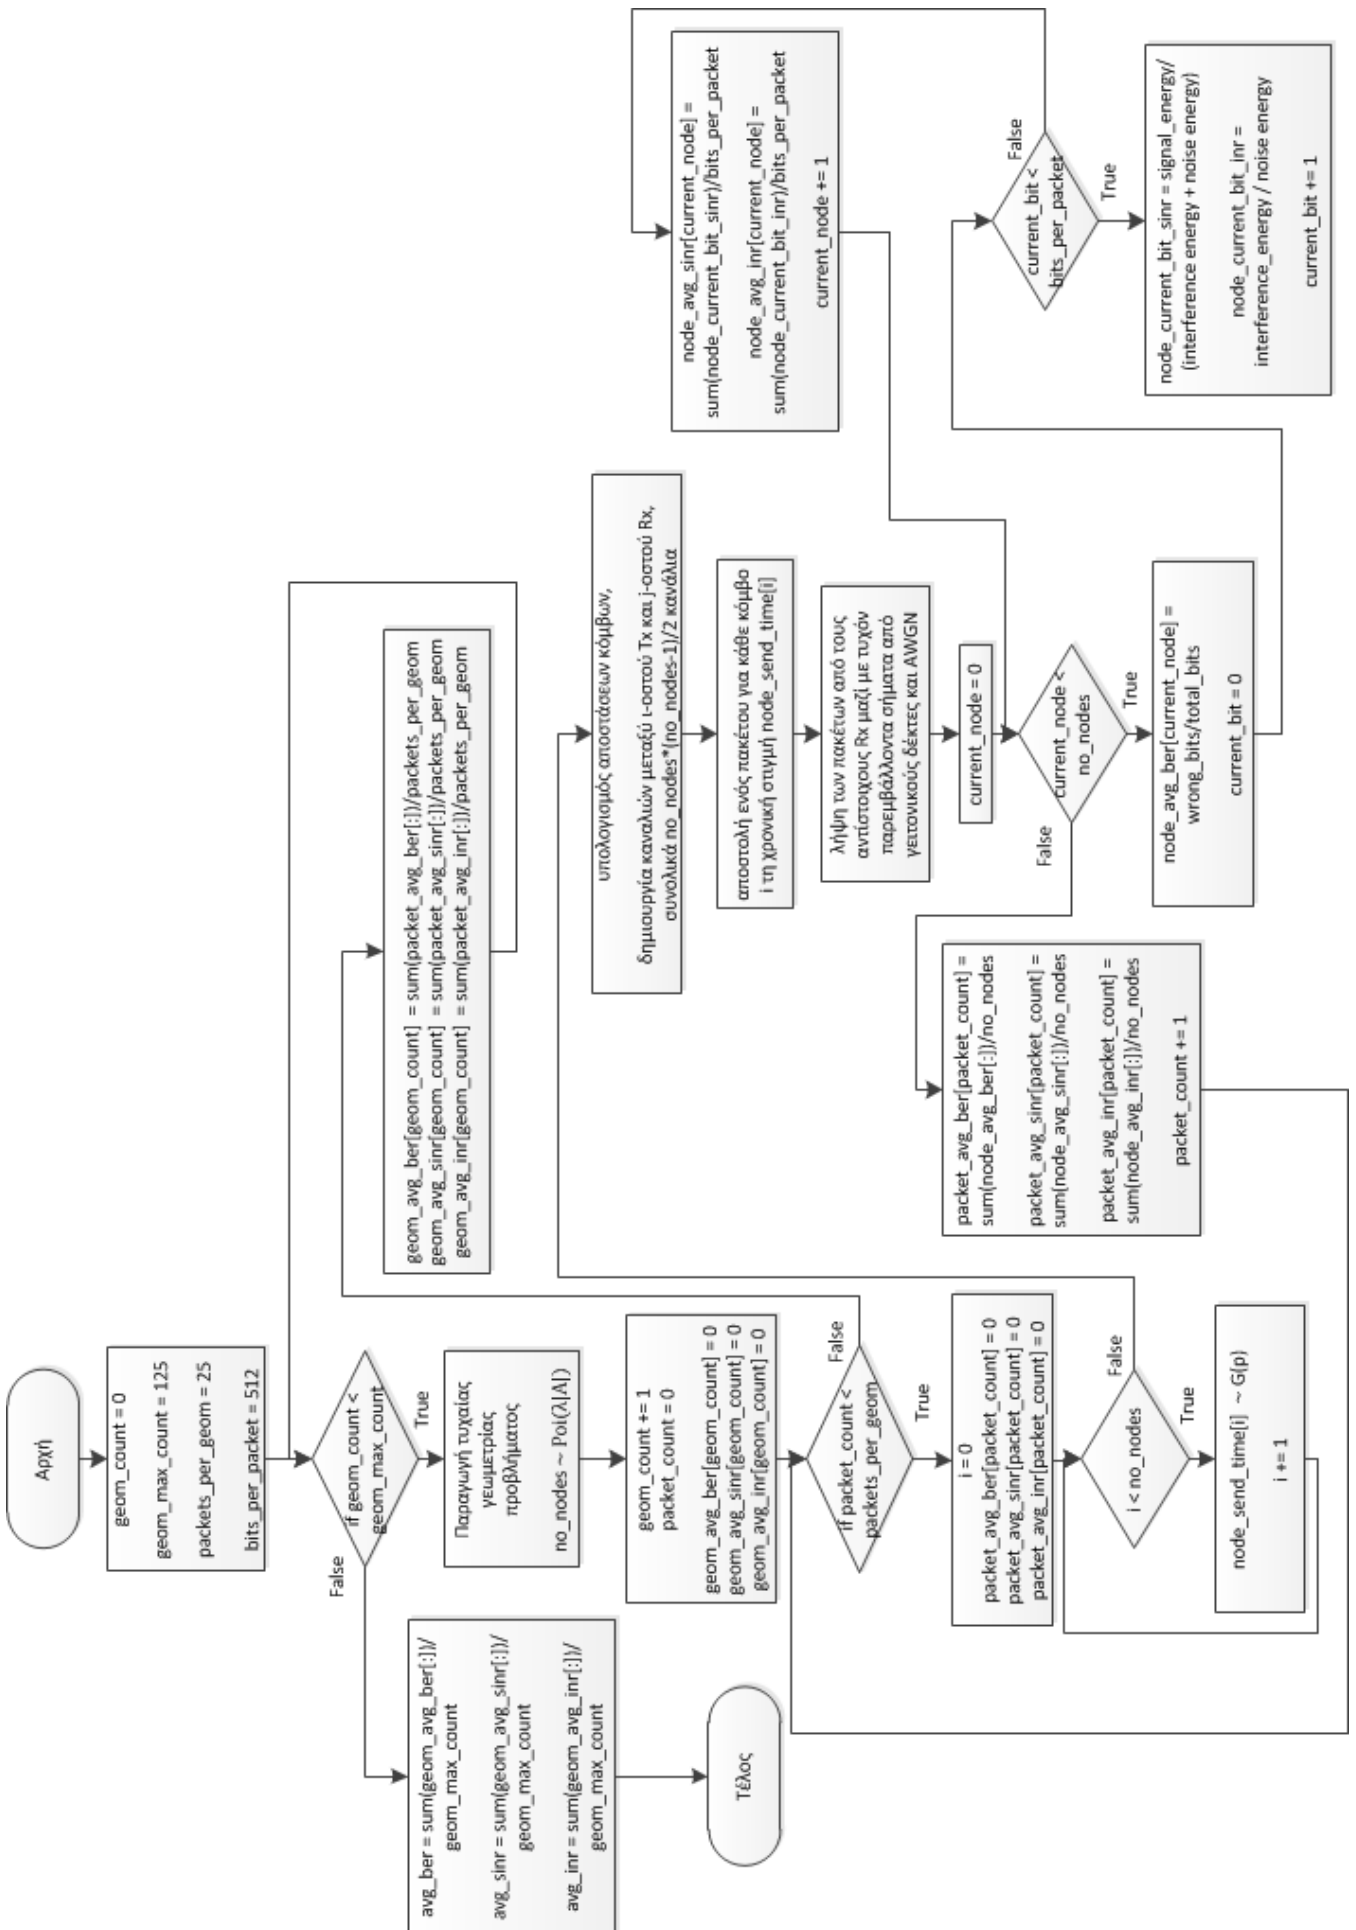 Αρχή
geom_count = 0
geom_max_count = 125
packets_per_geom = 25
bits_per_packet = 512
if geom_count <
geom_max_count
False
True
avg_ber = sum(geom_avg_ber[:])/
geom_max_count
avg_sinr = sum(geom_avg_sinr[:])/
geom_max_count
avg_inr = sum(geom_avg_inr[:])/
geom_max_count
Τέλος
Παραγωγή τυχαίας
γεωμετρίας
προβλήματος
no_nodes ~ Poi(λ|A|)
geom_count += 1
packet_count = 0
geom_avg_ber[geom_count] = 0
geom_avg_sinr[geom_count] = 0
geom_avg_inr[geom_count] = 0
if packet_count <
packets_per_geom
False
True
geom_avg_ber[geom_count] = sum(packet_avg_ber[:])/packets_per_geom
geom_avg_sinr[geom_count] = sum(packet_avg_sinr[:])/packets_per_geom
geom_avg_inr[geom_count] = sum(packet_avg_inr[:])/packets_per_geom
i = 0
packet_avg_ber[packet_count] = 0
packet_avg_sinr[packet_count] = 0
packet_avg_inr[packet_count] = 0
i < no_nodes
False
True
node_send_time[i] ~ G(p)
i += 1
υπολογισμός αποστάσεων κόμβων,
δημιουργία καναλιών μεταξύ ι-οστού Tx και j-οστού Rx,
συνολικά no_nodes*(no_nodes-1)/2 κανάλια
αποστολή ενός πακέτου για κάθε κόμβο
i τη χρονική στιγμή node_send_time[i]
λήψη των πακέτων από τους
αντίστοιχους Rx μαζί με τυχόν
παρεμβάλλοντα σήματα από
γειτονικούς δέκτες και AWGN
current_node = 0
current_node <
no_nodes
False
True
packet_avg_ber[packet_count] =
sum(node_avg_ber[:])/no_nodes
packet_avg_sinr[packet_count] =
sum(node_avg_sinr[:])/no_nodes
packet_avg_inr[packet_count] =
sum(node_avg_inr[:])/no_nodes
packet_count += 1
node_avg_ber[current_node] =
wrong_bits/total_bits
current_bit = 0
current_bit <
bits_per_packet
False
True
node_avg_sinr[current_node] =
sum(node_current_bit_sinr)/bits_per_packet
node_avg_inr[current_node] =
sum(node_current_bit_inr)/bits_per_packet
current_node += 1
node_current_bit_sinr = signal_energy/
(interference energy + noise energy)
node_current_bit_inr =
interference_energy / noise energy
current_bit += 1